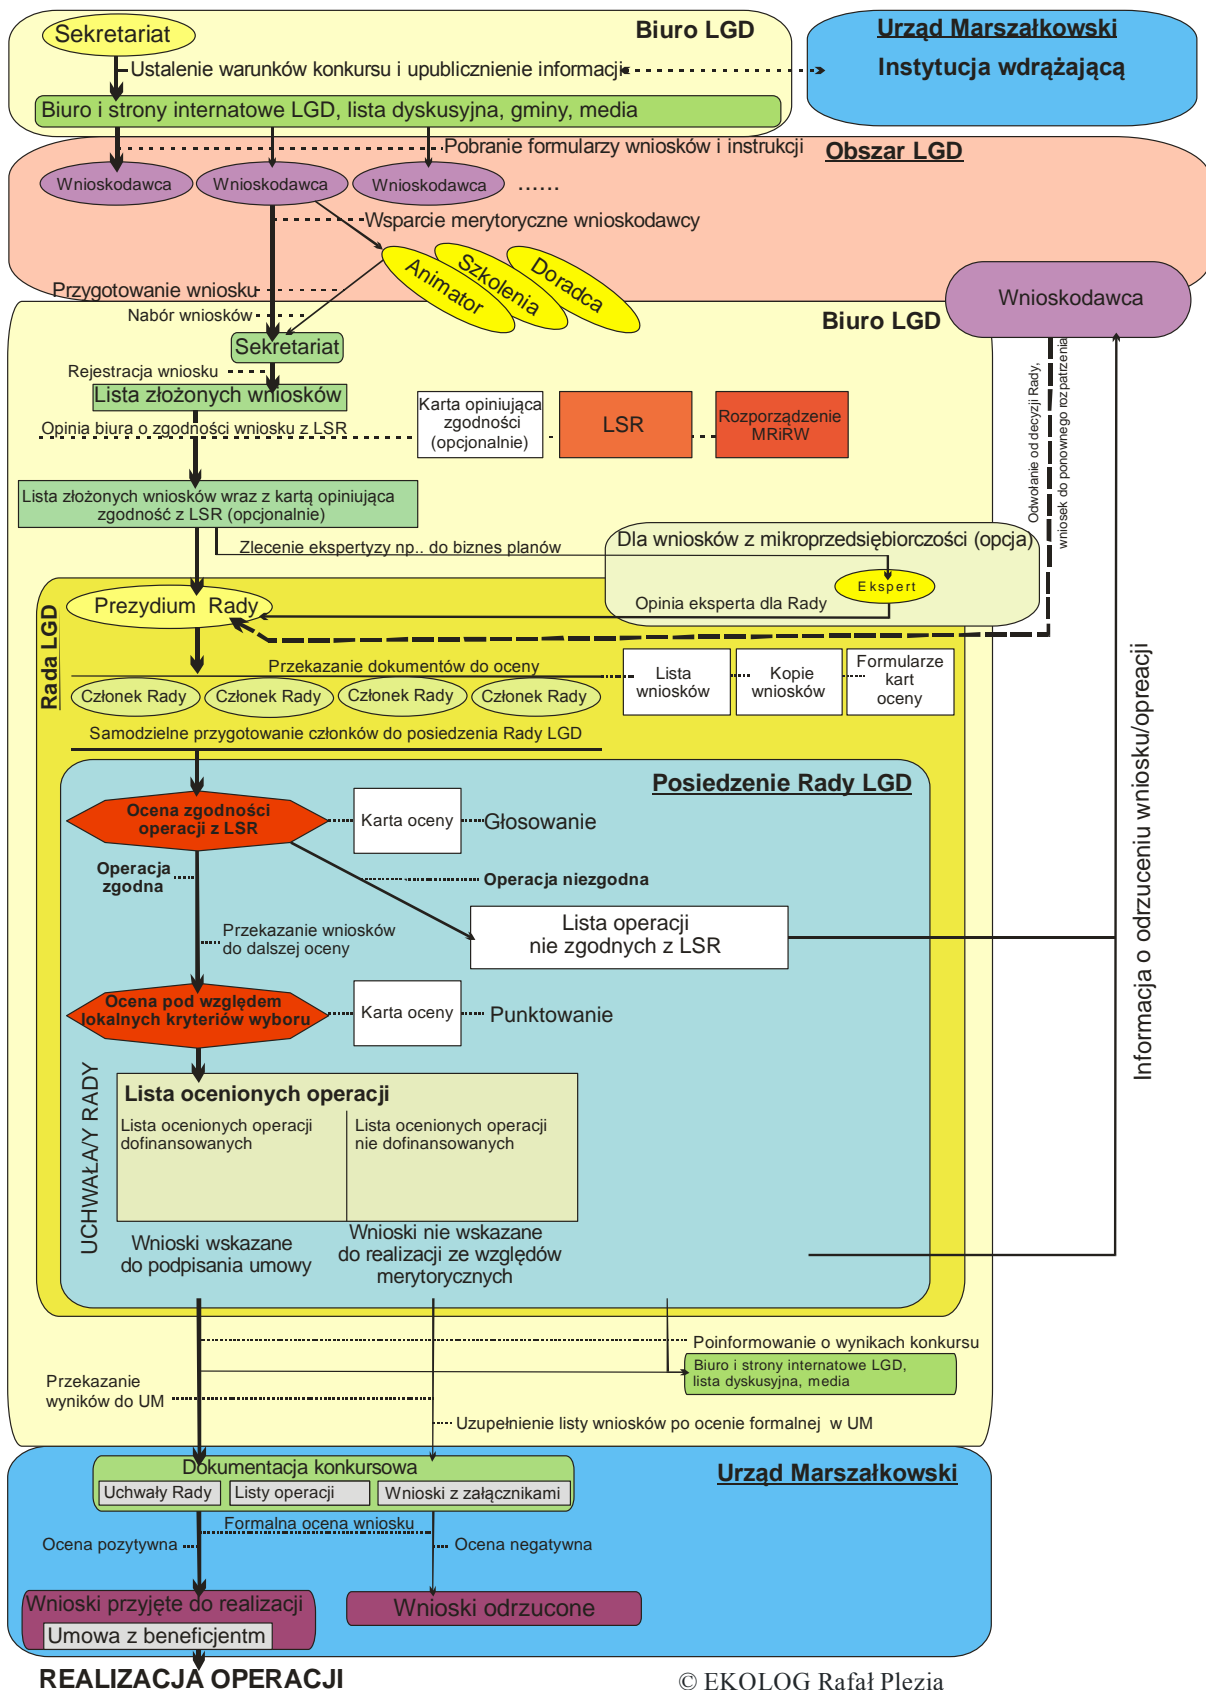 Sekretariat
Biuro LGD
Urząd Marszałkowski
Ustalenie warunków konkursu i upublicznienie informacji
Instytucja wdrążającą
Biuro i strony internatowe LGD, lista dyskusyjna, gminy, media
Pobranie formularzy wniosków i instrukcji
Obszar LGD
Wnioskodawca
Wnioskodawca
Wnioskodawca
......
Wsparcie merytoryczne wnioskodawcy
Animator
Szkolenia
Doradca
Przygotowanie wniosku
Nabór wniosków
Wnioskodawca
Biuro LGD
Sekretariat
Rejestracja wniosku
Lista złożonych wniosków
Opinia biura o zgodności wniosku z LSR
Karta opiniująca
zgodności
(opcjonalnie)
LSR
Rozporządzenie
MRiRW
Odwołanie od decyzji Rady,
wniosek do ponownego rozpatrzenia
Lista złożonych wniosków wraz z kartą opiniująca
zgodność z LSR (opcjonalnie)
Zlecenie ekspertyzy np.. do biznes planów
Dla wniosków z mikroprzedsiębiorczości (opcja)
Ekspert
Opinia eksperta dla Rady
Rada LGD
Prezydium Rady
Przekazanie dokumentów do oceny
Lista
wniosków
Kopie
wniosków
Formularze
kart
oceny
Członek Rady
Członek Rady
Członek Rady
Członek Rady
Samodzielne przygotowanie członków do posiedzenia Rady LGD
Informacja o odrzuceniu wniosku/opreacji
Posiedzenie Rady LGD
Ocena zgodności
operacji z LSR
Karta oceny
Głosowanie
Operacja
zgodna
Operacja niezgodna
Lista operacji
nie zgodnych z LSR
Przekazanie wniosków
do dalszej oceny
Ocena pod względem
lokalnych kryteriów wyboru
Karta oceny
Punktowanie
UCHWAŁA/Y RADY
Lista ocenionych operacji
Lista ocenionych operacji
dofinansowanych
Lista ocenionych operacji
nie dofinansowanych
Wnioski wskazane
do podpisania umowy
Wnioski nie wskazane
do realizacji ze względów
merytorycznych
Poinformowanie o wynikach konkursu
Biuro i strony internatowe LGD,
lista dyskusyjna, media
Przekazanie
wyników do UM
Uzupełnienie listy wniosków po ocenie formalnej w UM
Dokumentacja konkursowa
Urząd Marszałkowski
Uchwały Rady
Listy operacji
Wnioski z załącznikami
Formalna ocena wniosku
Ocena pozytywna
Ocena negatywna
Wnioski przyjęte do realizacji
Umowa z beneficjentm
Wnioski odrzucone
REALIZACJA OPERACJI
© EKOLOG Rafał Plezia